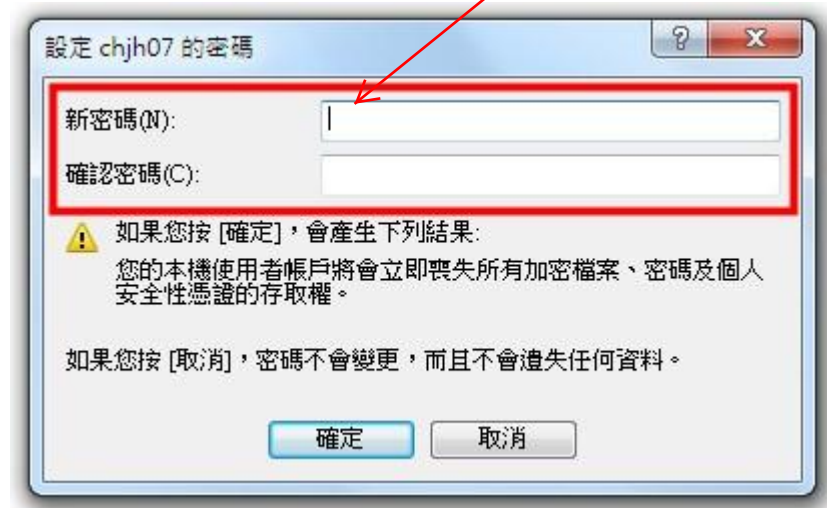 設定 chjh07 的密碼
新密碼(N):
確認密碼(C):
如果您按 [確定]，會產生下列結果:
您的本機使用者帳戶將會立即喪失所有加密檔案、密碼及個人
安全性憑證的存取權。
如果您按 [取消]，密碼不會變更，而且不會遺失任何資料。
確定 取消